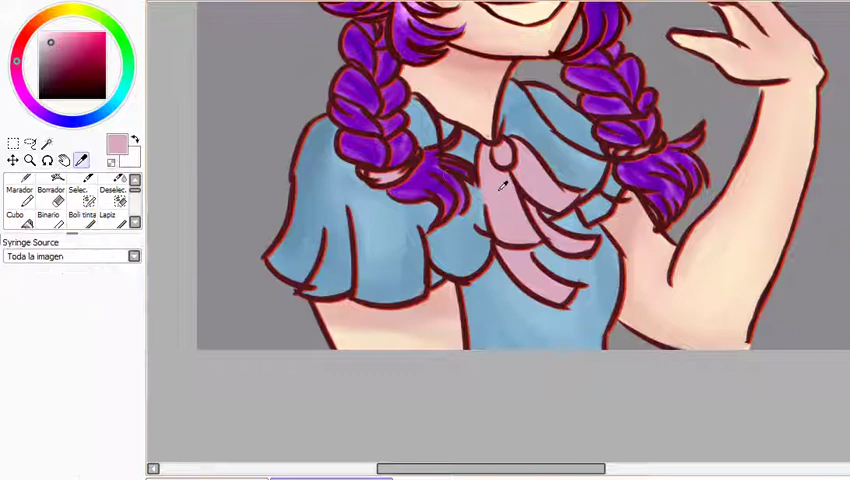 Marador Borrador Selec. Deselec.
Cubo Binario Boli tinta Lapiz
Syringe Source
Toda la imagen